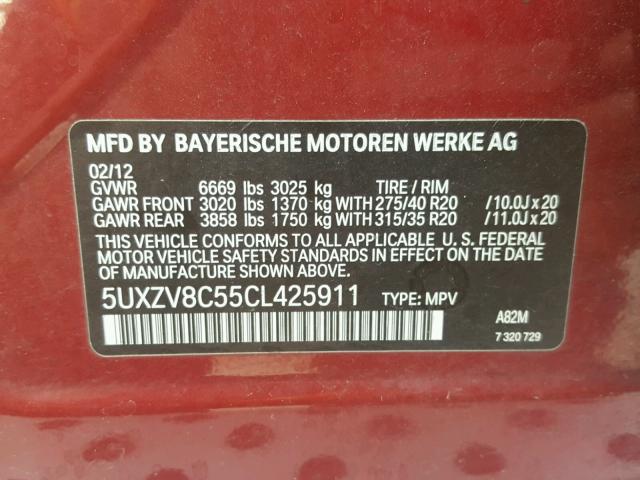 MFD BY BAYERISCHE MOTOREN WERKE AG
02/12
GVWR 6669 lbs 3025 kg TIRE / RIM
GAWR FRONT 3020 lbs 1370 kg WITH 275/40 R20 /10.0J x 20
GAWR REAR 3858 lbs 1750 kg WITH 315/35 R20 /11.0J x 20
THIS VEHICLE CONFORMS TO ALL APPLICABLE U. S. FEDERAL
MOTOR VEHICLE SAFETY STANDARDS IN EFFECT ON THE DATE
OF MANUFACTURE SHOWN ABOVE.
5UXZV8C55CL425911 TYPE: MPV
A82M
7 320 729